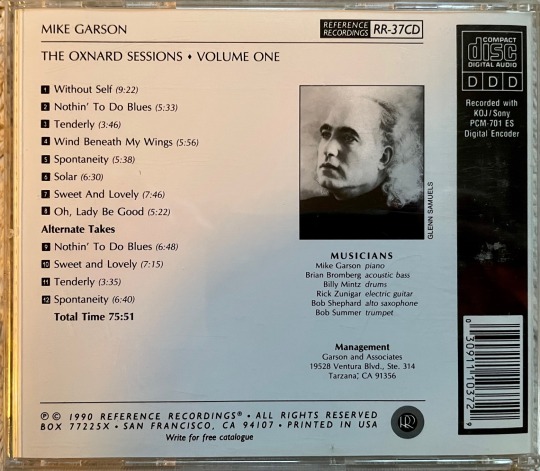 MIKE GARSON
REFERENCE RECORDINGS RR-37CD
THE OXNARD SESSIONS ♦ VOLUME ONE
COMPACT
disc
DIGITAL AUDIO
D D D
Recorded with
KOJ/Sony
PCM-701 ES
Digital Encoder
1 Without Self (9:22)
2 Nothin' To Do Blues (5:33)
3 Tenderly (3:46)
4 Wind Beneath My Wings (5:56)
5 Spontaneity (5:38)
6 Solar (6:30)
7 Sweet And Lovely (7:46)
8 Oh, Lady Be Good (5:22)
Alternate Takes
9 Nothin' To Do Blues (6:48)
10 Sweet and Lovely (7:15)
11 Tenderly (3:35)
12 Spontaneity (6:40)
Total Time 75:51
GLENN SAMUELS
MUSICIANS
Mike Garson piano
Brian Bromberg acoustic bass
Billy Mintz drums
Rick Zunigar electric guitar
Bob Shephard alto saxophone
Bob Summer trumpet
Management
Garson and Associates
19528 Ventura Blvd., Ste. 314
Tarzana, CA 91356
0 30911 10372 9
℗ © 1990 REFERENCE RECORDINGS® • ALL RIGHTS RESERVED
BOX 77225X • SAN FRANCISCO, CA 94107 • PRINTED IN USA
Write for free catalogue
RR